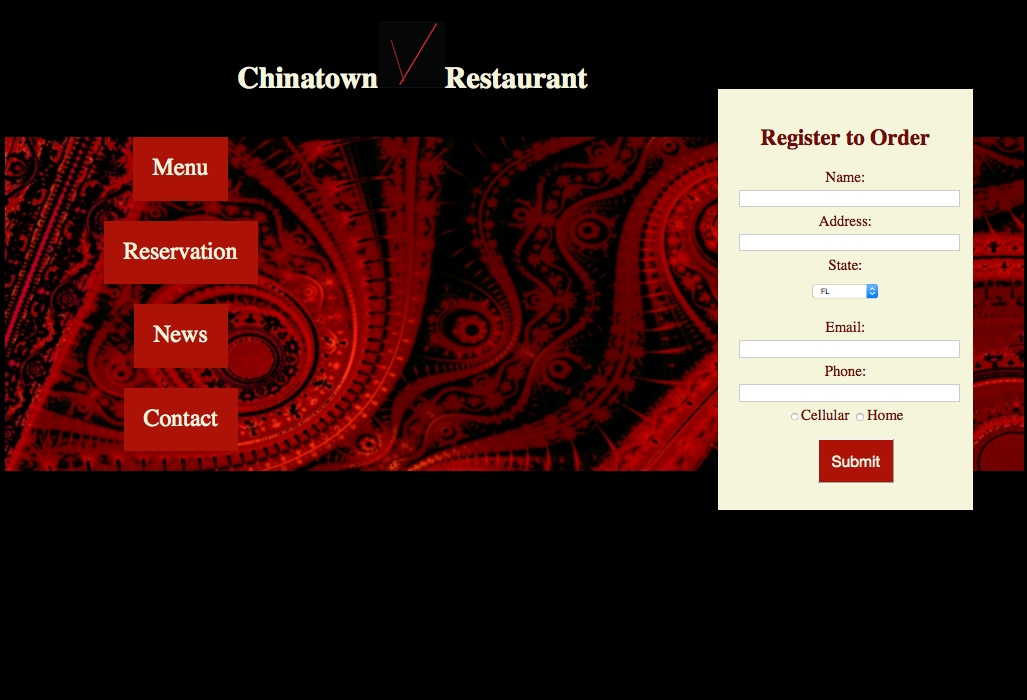 Chinatown Restaurant
Menu
Reservation
News
Contact
Register to Order
Name:
Address:
State:
FL
Email:
Phone:
Cellular Home
Submit